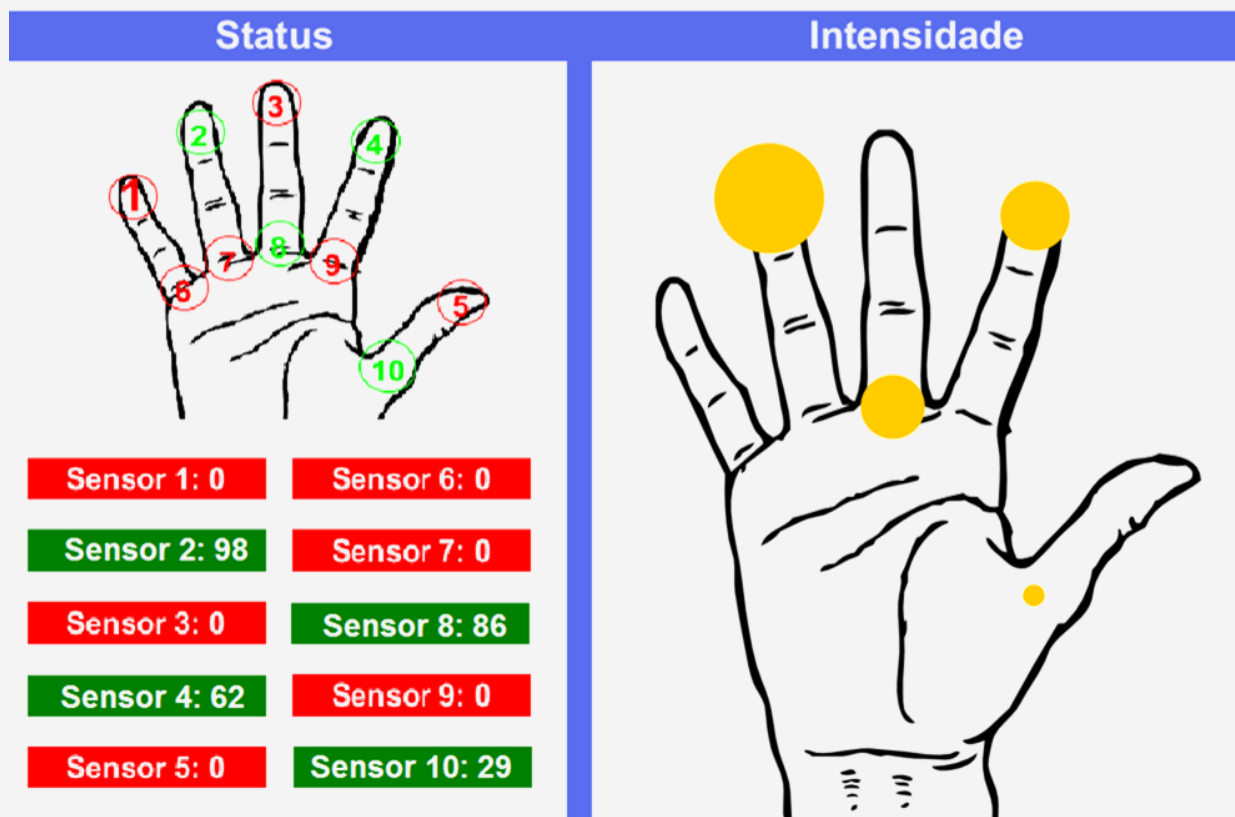 Status
Intensidade
3
2
4
1
8
7
9
6
5
10
Sensor 1: 0
Sensor 6: 0
Sensor 2: 98
Sensor 7: 0
Sensor 3: 0
Sensor 8: 86
Sensor 4: 62
Sensor 9: 0
Sensor 5: 0
Sensor 10: 29